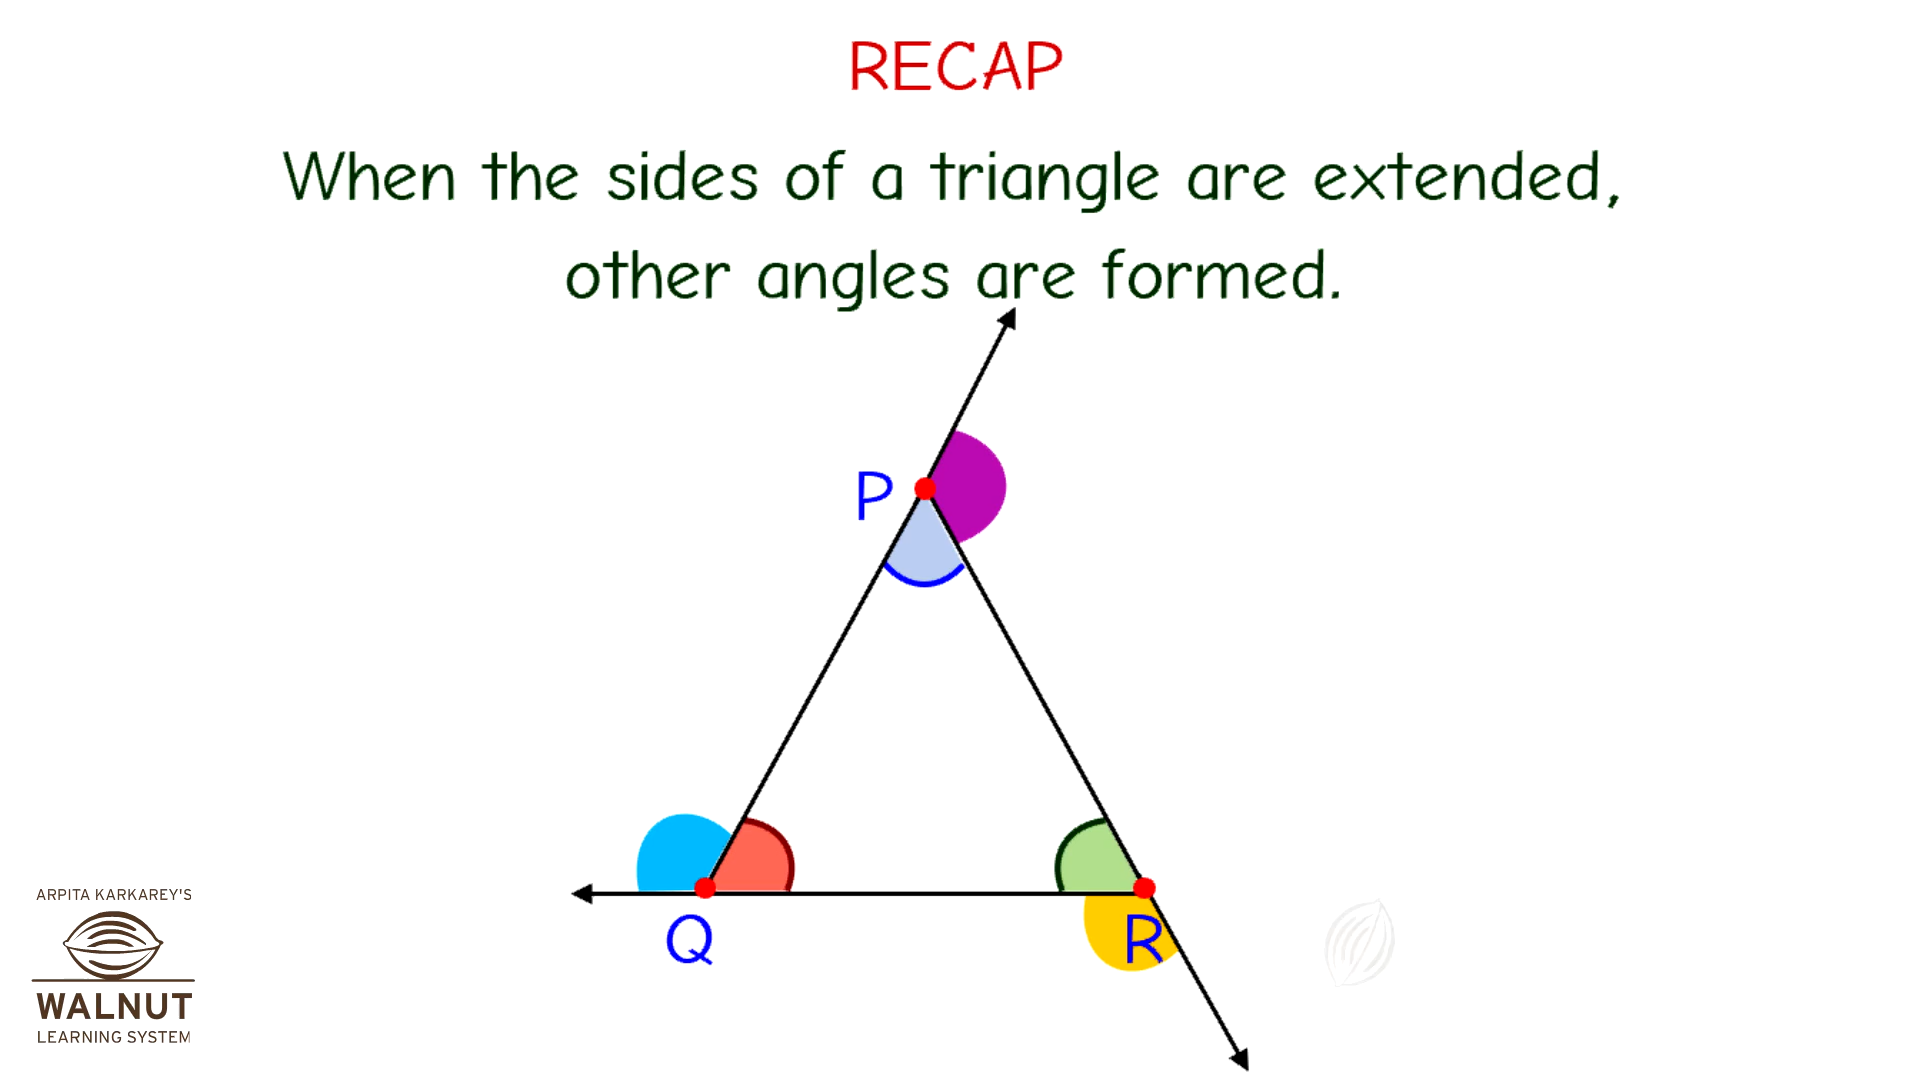 RECAP
When the sides of a triangle are extended,
other angles are formed.
P
Q
R
ARPITA KARKAREY'S
WALNUT
LEARNING SYSTEM